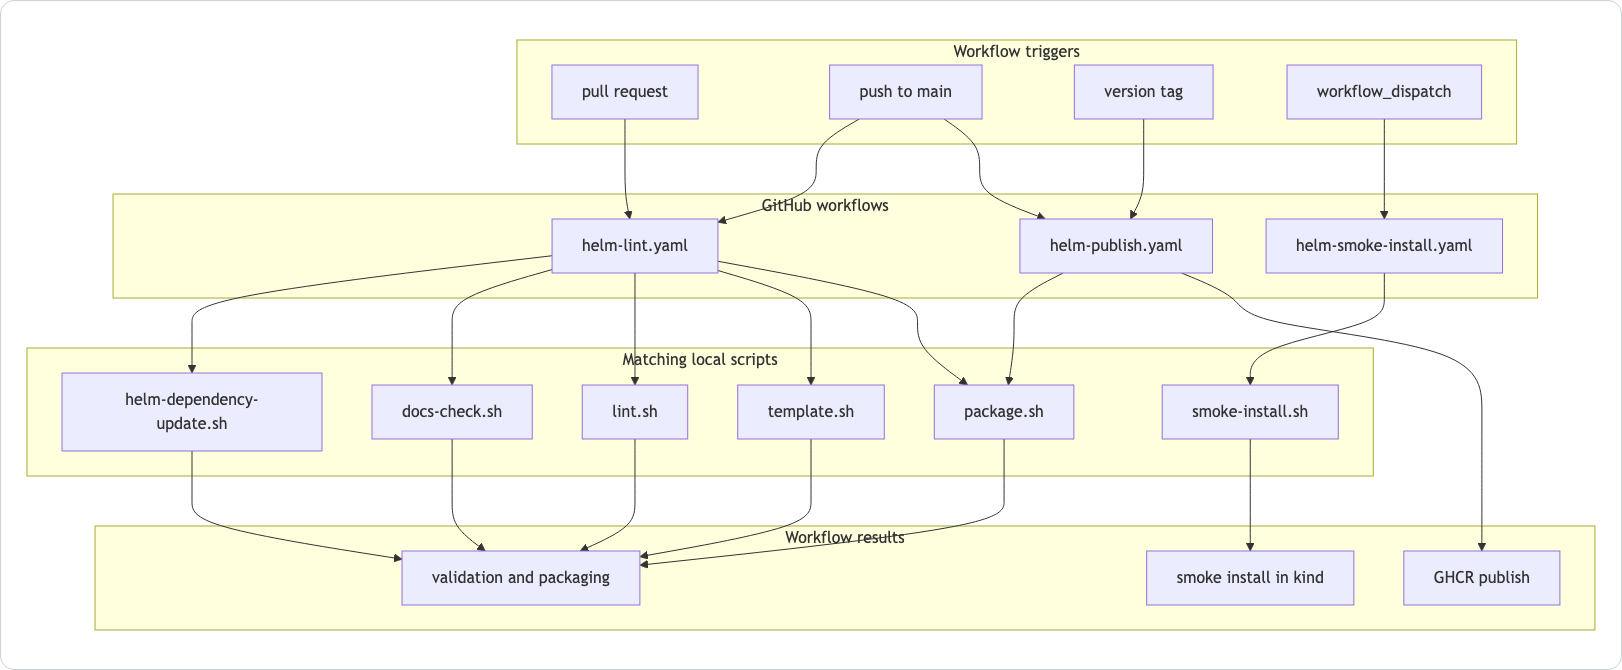 Workflow triggers
pull request
push to main
version tag
workflow_dispatch
GitHub workflows
helm-lint.yaml
helm-publish.yaml
helm-smoke-install.yaml
Matching local scripts
helm-dependency-
update.sh
docs-check.sh
lint.sh
template.sh
package.sh
smoke-install.sh
Workflow results
validation and packaging
smoke install in kind
GHCR publish